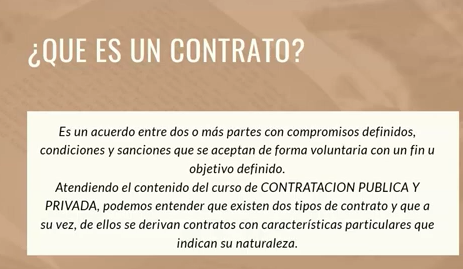 ¿QUE ES UN CONTRATO?
Es un acuerdo entre dos o más partes con compromisos definidos,
condiciones y sanciones que se aceptan de forma voluntaria con un fin u
objetivo definido.
Atendiendo el contenido del curso de CONTRATACION PUBLICA Y
PRIVADA, podemos entender que existen dos tipos de contrato y que a
su vez, de ellos se derivan contratos con características particulares que
indican su naturaleza.